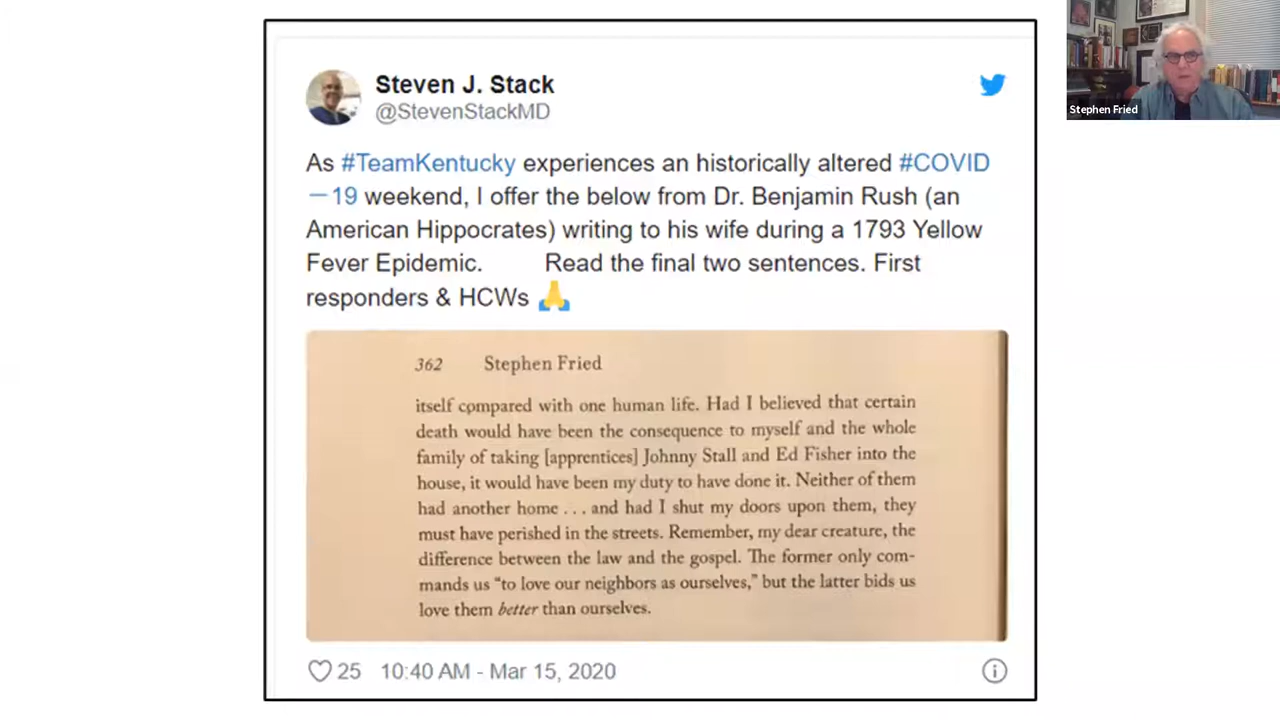 Steven J. Stack
@StevenStackMD
As #TeamKentucky experiences an historically altered #COVID
—19 weekend, I offer the below from Dr. Benjamin Rush (an
American Hippocrates) writing to his wife during a 1793 Yellow
Fever Epidemic. Read the final two sentences. First
responders & HCWs 🙏
362 Stephen Fried
itself compared with one human life. Had I believed that certain
death would have been the consequence to myself and the whole
family of taking [apprentices] Johnny Stall and Ed Fisher into the
house, it would have been my duty to have done it. Neither of them
had another home . . . and had I shut my doors upon them, they
must have perished in the streets. Remember, my dear creature, the
difference between the law and the gospel. The former only com-
mands us “to love our neighbors as ourselves,” but the latter bids us
love them better than ourselves.
25 10:40 AM - Mar 15, 2020
Stephen Fried